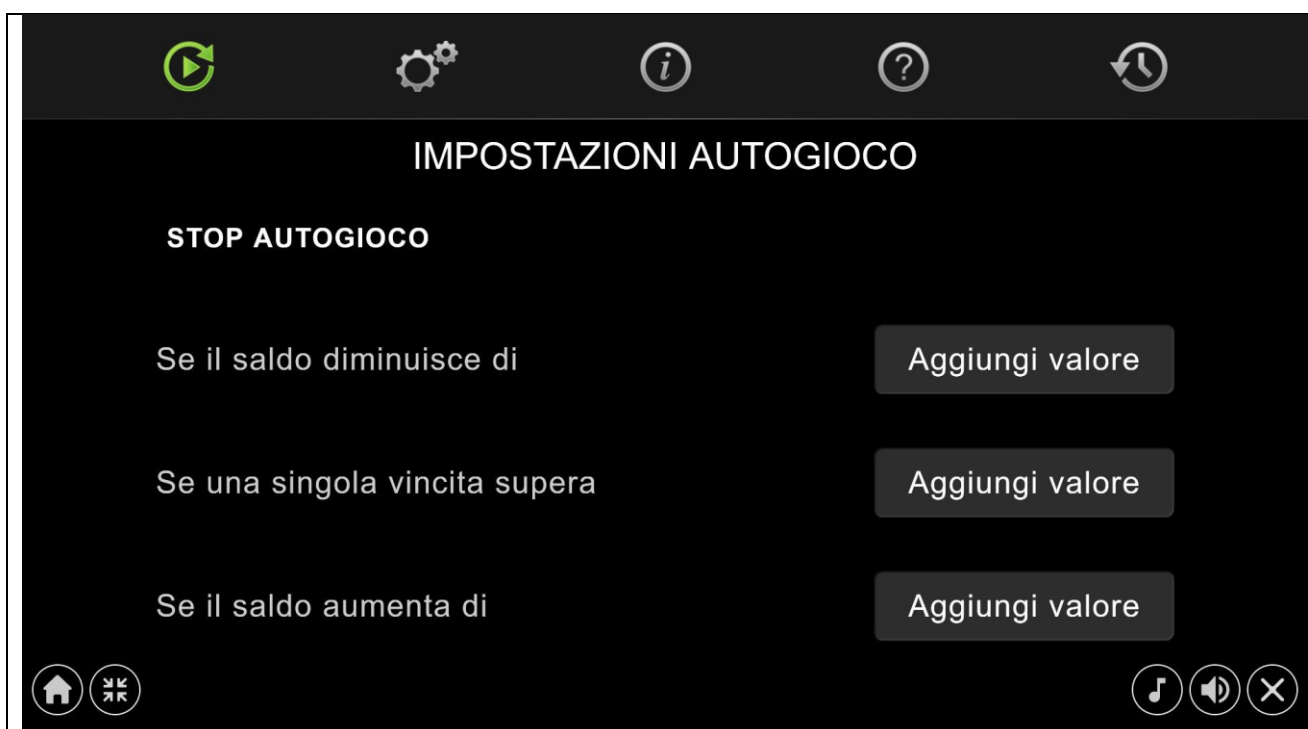 IMPOSTAZIONI AUTOGIOCO
STOP AUTOGIOCO
Se il saldo diminuisce di Aggiungi valore
Se una singola vincita supera Aggiungi valore
Se il saldo aumenta di Aggiungi valore